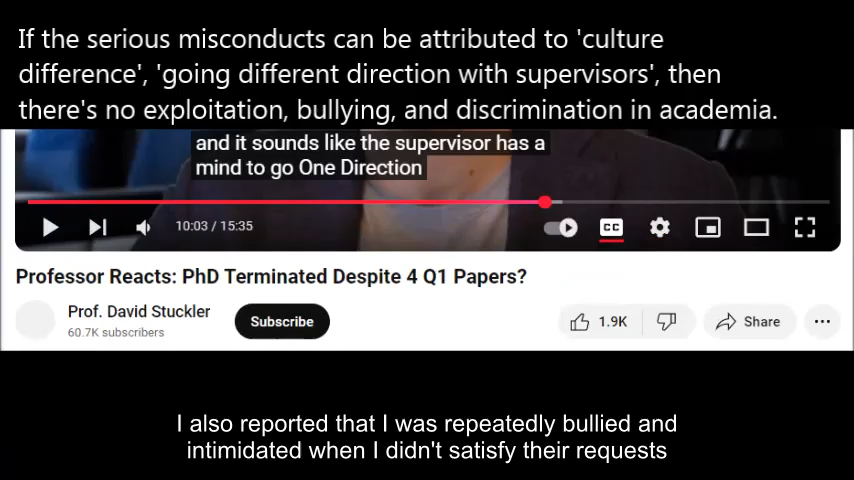 If the serious misconducts can be attributed to 'culture
difference', 'going different direction with supervisors', then
there's no exploitation, bullying, and discrimination in academia.
and it sounds like the supervisor has a
mind to go One Direction
10:03 / 15:35
CC
Professor Reacts: PhD Terminated Despite 4 Q1 Papers?
Prof. David Stuckler
60.7K subscribers
Subscribe
1.9K
Share
I also reported that I was repeatedly bullied and
intimidated when I didn't satisfy their requests